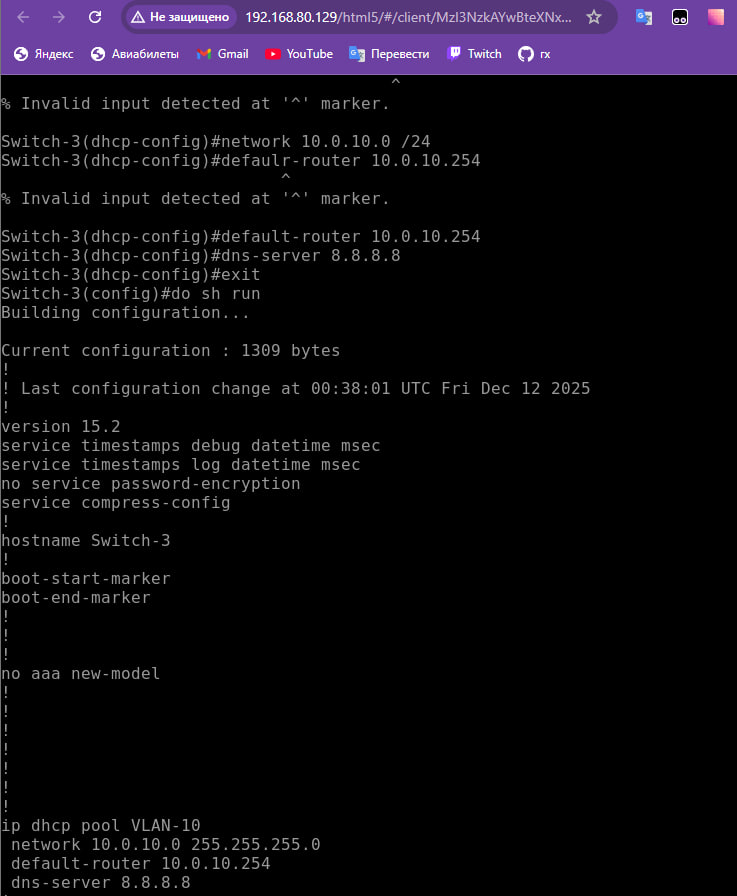 Не защищено
192.168.80.129/html5/#/client/MzI3NzkAYwBteXNx...
Яндекс
Авиабилеты
Gmail
YouTube
Перевести
Twitch
гх
^
% Invalid input detected at '^' marker.
Switch-3(dhcp-config)#network 10.0.10.0 /24
Switch-3(dhcp-config)#defaulr-router 10.0.10.254
^
% Invalid input detected at '^' marker.
Switch-3(dhcp-config)#default-router 10.0.10.254
Switch-3(dhcp-config)#dns-server 8.8.8.8
Switch-3(dhcp-config)#exit
Switch-3(config)#do sh run
Building configuration...
Current configuration : 1309 bytes
!
! Last configuration change at 00:38:01 UTC Fri Dec 12 2025
!
version 15.2
service timestamps debug datetime msec
service timestamps log datetime msec
no service password-encryption
service compress-config
!
hostname Switch-3
!
boot-start-marker
boot-end-marker
!
!
!
no aaa new-model
!
!
!
!
!
!
!
ip dhcp pool VLAN-10
network 10.0.10.0 255.255.255.0
default-router 10.0.10.254
dns-server 8.8.8.8